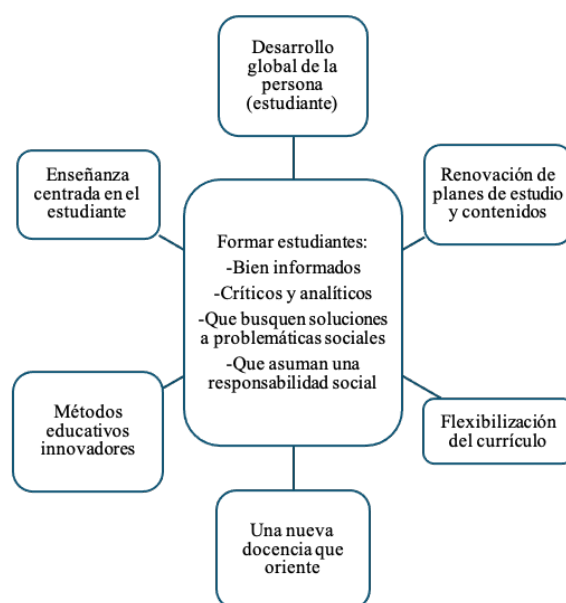 Desarrollo
global de la
persona
(estudiante)
Enseñanza
centrada en el
estudiante
Renovación de
planes de estudio
y contenidos
Formar estudiantes:
-Bien informados
-Críticos y analíticos
-Que busquen soluciones
a problemáticas sociales
-Que asuman una
responsabilidad social
Métodos
educativos
innovadores
Flexibilización
del currículo
Una nueva
docencia que
oriente